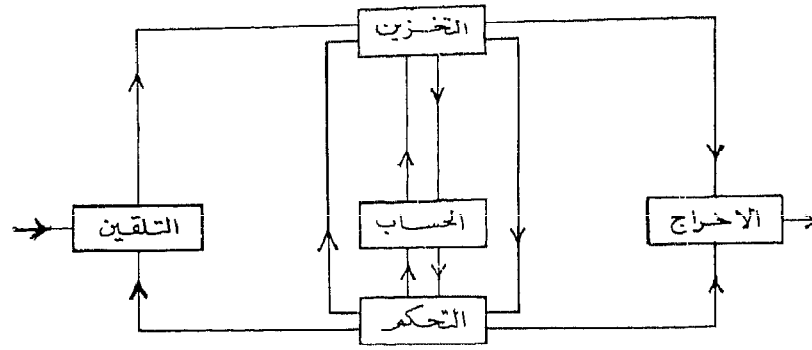 التخزين
التلقين
الحساب
الاخراج
التحكم